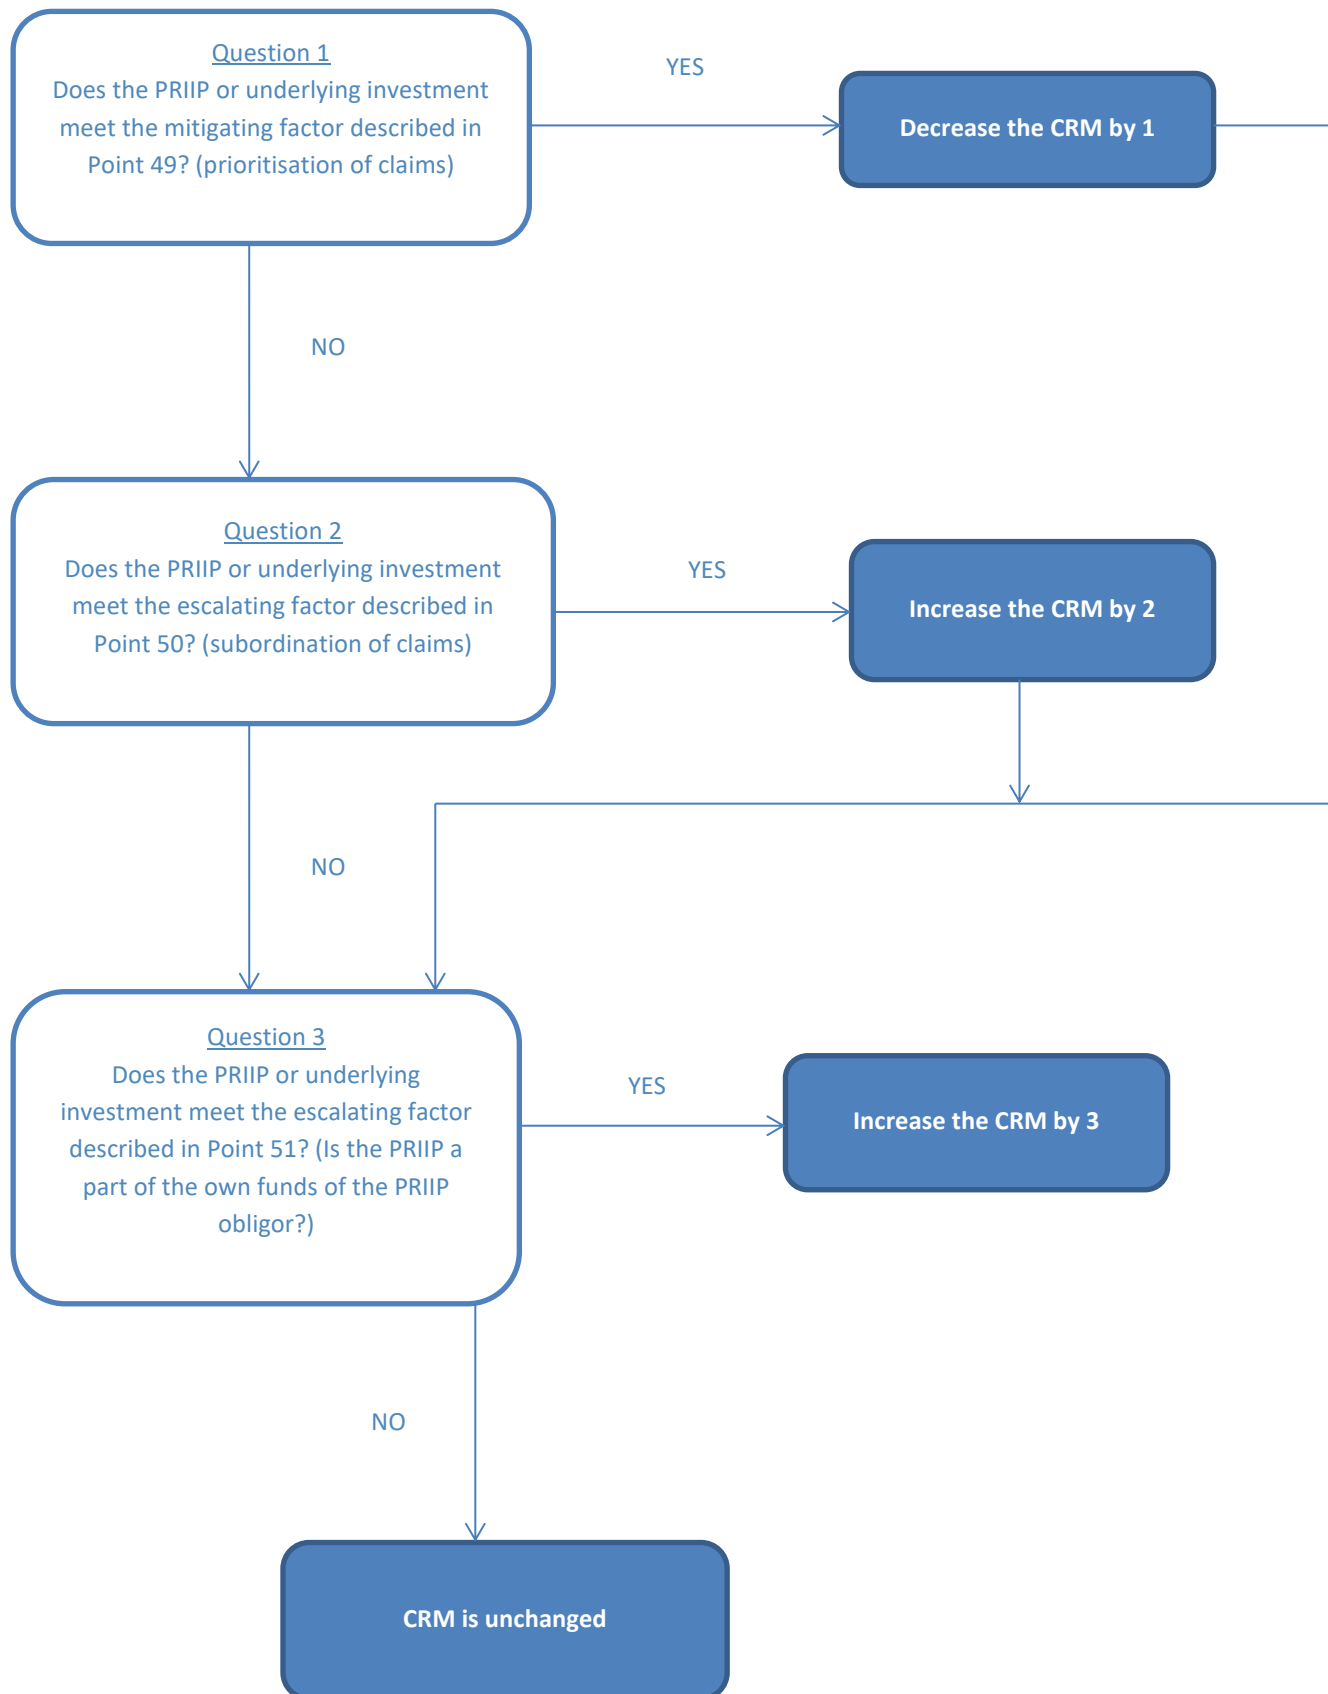 Question 1
Does the PRIIP or underlying investment
meet the mitigating factor described in
Point 49? (prioritisation of claims)
YES
Decrease the CRM by 1
NO
Question 2
Does the PRIIP or underlying investment
meet the escalating factor described in
Point 50? (subordination of claims)
YES
Increase the CRM by 2
NO
Question 3
Does the PRIIP or underlying
investment meet the escalating factor
described in Point 51? (Is the PRIIP a
part of the own funds of the PRIIP
obligor?)
YES
Increase the CRM by 3
NO
CRM is unchanged